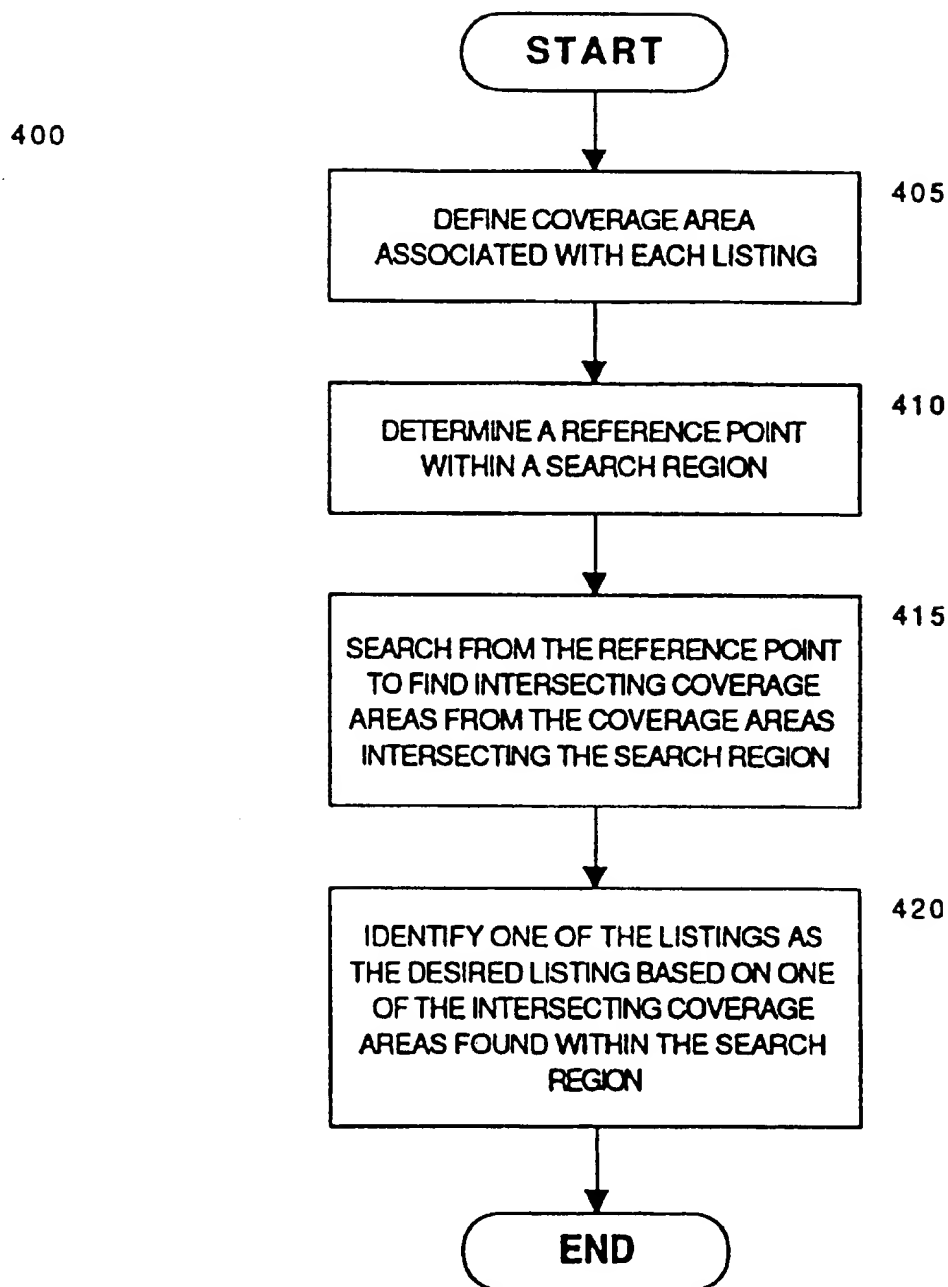 START
400
405
DEFINE COVERAGE AREA
ASSOCIATED WITH EACH LISTING
410
DETERMINE A REFERENCE POINT
WITHIN A SEARCH REGION
415
SEARCH FROM THE REFERENCE POINT
TO FIND INTERSECTING COVERAGE
AREAS FROM THE COVERAGE AREAS
INTERSECTING THE SEARCH REGION
420
IDENTIFY ONE OF THE LISTINGS AS
THE DESIRED LISTING BASED ON ONE
OF THE INTERSECTING COVERAGE
AREAS FOUND WITHIN THE SEARCH
REGION
END